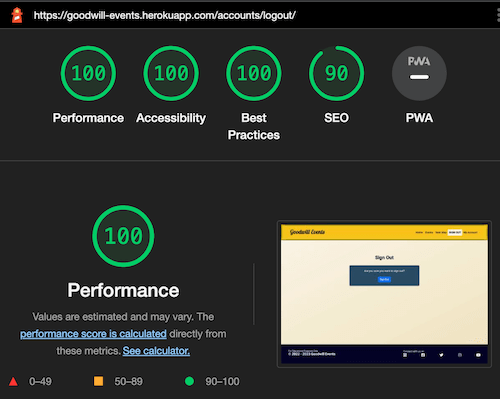 https://goodwill-events.herokuapp.com/accounts/logout/
100 100 100 90 PWA
Performance Accessibility Best Practices SEO PWA
100
Performance
Values are estimated and may vary. The
performance score is calculated directly from
these metrics. See calculator.
0–49 50–89 90–100
Goodwill Events
Sign Out
Are you sure you want to sign out?
© 2022 - 2023 Goodwill Events